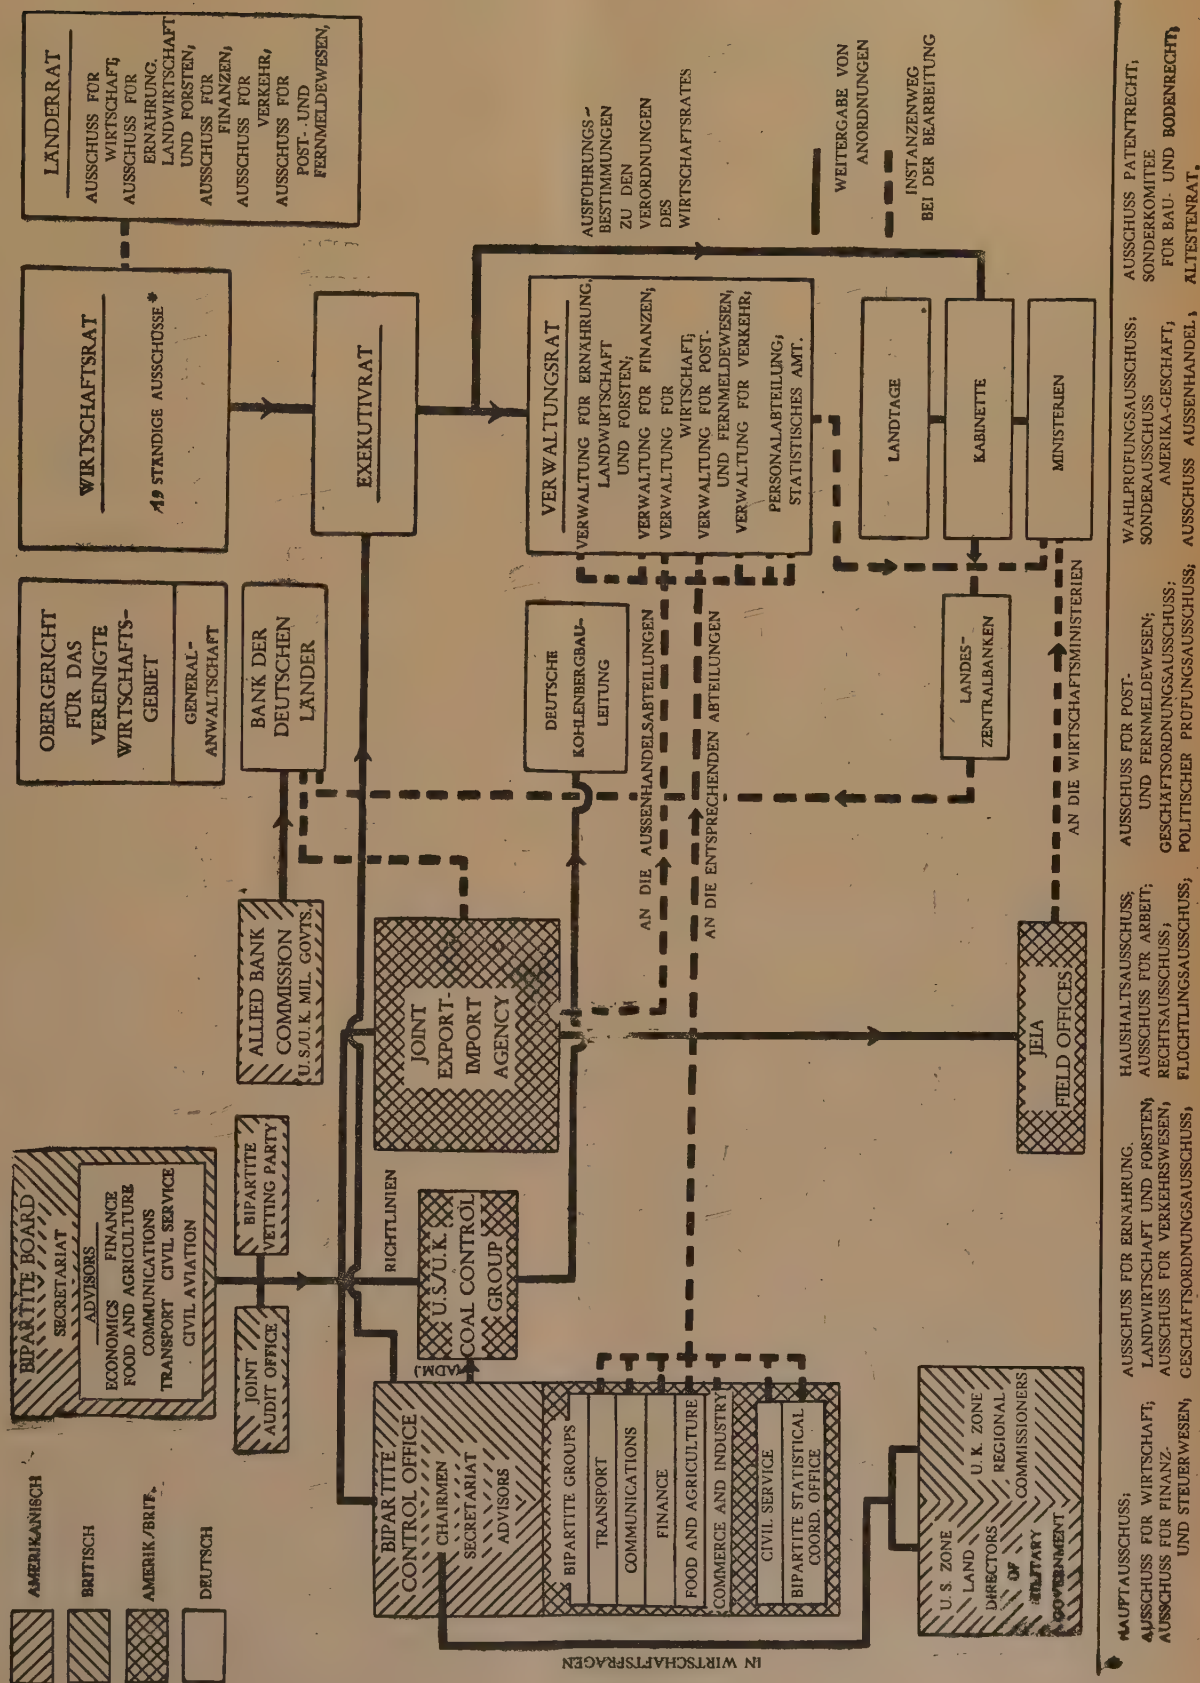 AMERIKANISCH
BRITISCH
AMERIK/BRIT.
DEUTSCH
BIPARTITE BOARD
SECRETARIAT
ADVISORS
ECONOMICS FINANCE
FOOD AND AGRICULTURE
COMMUNICATIONS
TRANSPORT CIVIL SERVICE
CIVIL AVIATION
JOINT
AUDIT OFFICE
BIPARTITE
VETTING PARTY
RICHTLINIEN
ALLIED BANK
COMMISSION
U.S./U.K. MIL. GOVTS.
OBERGERICHT
FÜR DAS
VEREINIGTE
WIRTSCHAFTS-
GEBIET
GENERAL-
ANWALTSCHAFT
BANK DER
DEUTSCHEN
LÄNDER
WIRTSCHAFTSRAT
19 STÄNDIGE AUSSCHÜSSE *
LÄNDERRAT
AUSSCHUSS FÜR
WIRTSCHAFT;
AUSSCHUSS FÜR
ERNÄHRUNG.
LANDWIRTSCHAFT
UND FORSTEN;
AUSSCHUSS FÜR
FINANZEN;
AUSSCHUSS FÜR
VERKEHR;
AUSSCHUSS FÜR
POST- UND
FERNMELDEWESEN,
EXEKUTIVRAT
BIPARTITE
CONTROL OFFICE
CHAIRMEN
SECRETARIAT
ADVISORS
(ADM.)
BIPARTITE GROUPS
TRANSPORT
COMMUNICATIONS
FINANCE
FOOD AND AGRICULTURE
COMMERCE AND INDUSTRY
CIVIL SERVICE
BIPARTITE STATISTICAL
COORD. OFFICE
U.S./U.K.
COAL CONTROL
GROUP
JOINT
EXPORT-
IMPORT
AGENCY
DEUTSCHE
KOHLENBERGBAU-
LEITUNG
VERWALTUNGSRAT
VERWALTUNG FÜR ERNÄHRUNG,
LANDWIRTSCHAFT
UND FORSTEN;
VERWALTUNG FÜR FINANZEN;
VERWALTUNG FÜR
WIRTSCHAFT;
VERWALTUNG FÜR POST-
UND FERNMELDEWESEN,
VERWALTUNG FÜR VERKEHR;
PERSONALABTEILUNG;
STATISTISCHES AMT.
AUSFÜHRUNGS-
BESTIMMUNGEN
ZU DEN
VERORDNUNGEN
DES
WIRTSCHAFTSRATES
AN DIE AUSSENHANDELSABTEILUNGEN
AN DIE ENTSPRECHENDEN ABTEILUNGEN
WEITERGABE VON
ANORDNUNGEN
INSTANZENWEG
BEI DER BEARBEITUNG
IN WIRTSCHAFTSFRAGEN
U.S. ZONE
LAND
DIRECTORS
OF
MILITARY
GOVERNMENT
U.K. ZONE
REGIONAL
COMMISSIONERS
JEIA
FIELD OFFICES
AN DIE WIRTSCHAFTSMINISTERIEN
LANDES-
ZENTRALBANKEN
LANDTAGE
KABINETTE
MINISTERIEN
* HAUPTAUSSCHUSS;
AUSSCHUSS FÜR WIRTSCHAFT;
AUSSCHUSS FÜR FINANZ-
UND STEUERWESEN;
AUSSCHUSS FÜR ERNÄHRUNG.
LANDWIRTSCHAFT UND FORSTEN;
AUSSCHUSS FÜR VERKEHRSWESEN;
GESCHÄFTSORDNUNGSAUSSCHUSS;
HAUSHALTSAUSSCHUSS;
AUSSCHUSS FÜR ARBEIT;
RECHTSAUSSCHUSS;
FLÜCHTLINGSAUSSCHUSS;
AUSSCHUSS FÜR POST-
UND FERNMELDEWESEN;
GESCHÄFTSORDNUNGSAUSSCHUSS;
POLITISCHER PRÜFUNGSAUSSCHUSS;
WAHLPRÜFUNGSAUSSCHUSS;
SONDERAUSSCHUSS
AMERIKA-GESCHÄFT;
AUSSCHUSS AUSSENHANDEL;
AUSSCHUSS PATENTRECHT;
SONDERKOMITEE
FÜR BAU- UND BODENRECHT;
ÄLTESTENRAT.